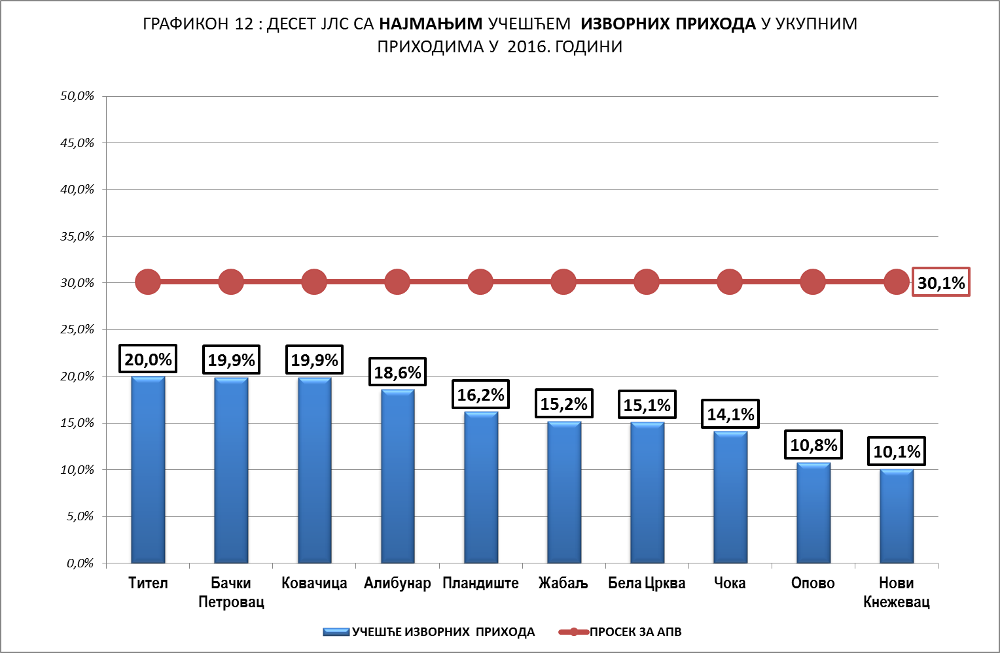 ГРАФИКОН 12 : ДЕСЕТ ЈЛС СА НАЈМАЊИМ УЧЕШЋЕМ ИЗВОРНИХ ПРИХОДА У УКУПНИМ
ПРИХОДИМА У 2016. ГОДИНИ
50,0%
45,0%
40,0%
35,0%
30,0%
25,0%
20,0%
15,0%
10,0%
5,0%
0,0%
30,1%
20,0%
19,9%
19,9%
18,6%
16,2%
15,2%
15,1%
14,1%
10,8%
10,1%
Тител
Бачки
Петровац
Ковачица
Алибунар
Пландиште
Жабаљ
Бела Црква
Чока
Опово
Нови
Кнежевац
УЧЕШЋЕ ИЗВОРНИХ ПРИХОДА
ПРОСЕК ЗА АПВ